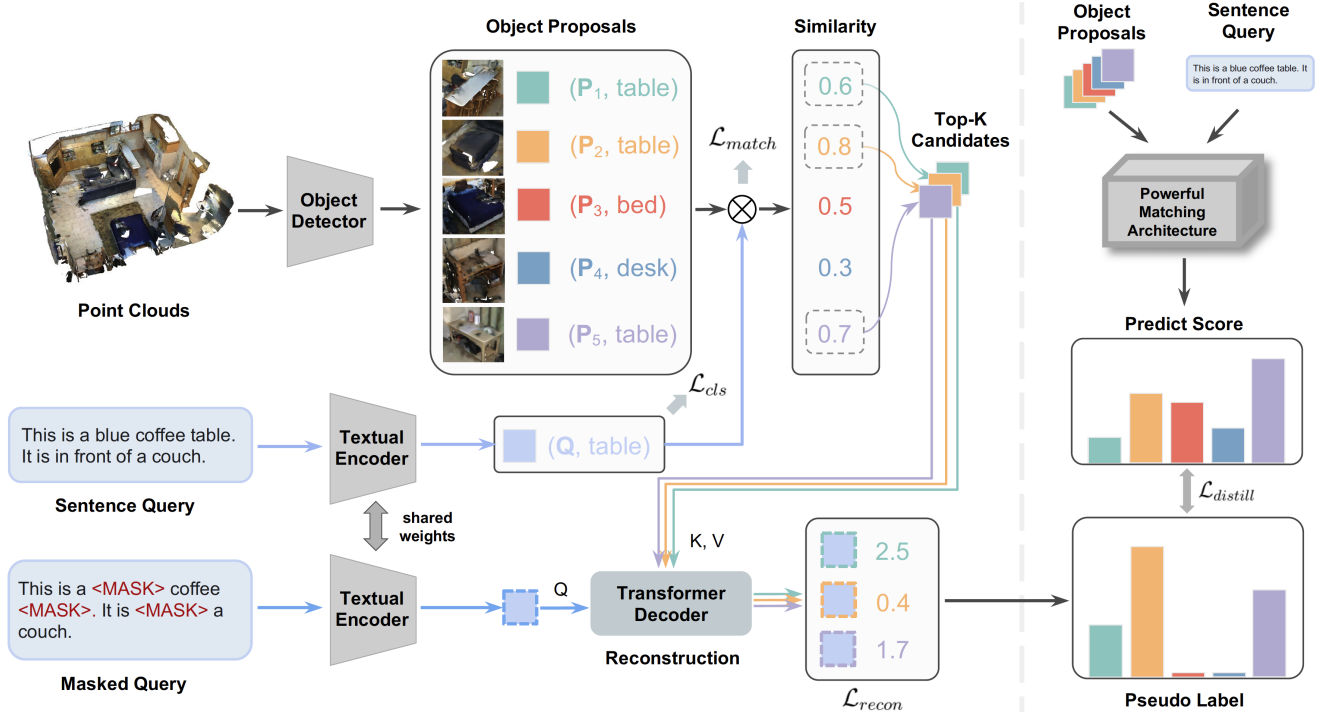 Object Proposals
Similarity
Object
Proposals
Sentence
Query
(P1, table)
(P2, table)
(P3, bed)
(P4, desk)
(P5, table)
ℒmatch
0.6
0.8
0.5
0.3
0.7
Top-K
Candidates
This is a blue coffee table. It
is in front of a couch.
Powerful
Matching
Architecture
Object
Detector
Point Clouds
Predict Score
ℒcls
This is a blue coffee table.
It is in front of a couch.
Sentence Query
Textual
Encoder
(Q, table)
shared
weights
ℒdistill
This is a <MASK> coffee
<MASK>. It is <MASK> a
couch.
Masked Query
Textual
Encoder
Q
K, V
Transformer
Decoder
Reconstruction
2.5
0.4
1.7
ℒrecon
Pseudo Label